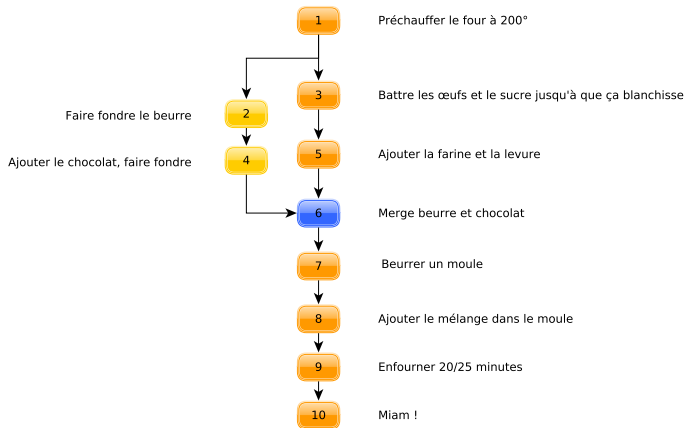 1 Préchauffer le four à 200°
3 Battre les œufs et le sucre jusqu'à que ça blanchisse
Faire fondre le beurre 2
5 Ajouter la farine et la levure
Ajouter le chocolat, faire fondre 4
6 Merge beurre et chocolat
7 Beurrer un moule
8 Ajouter le mélange dans le moule
9 Enfourner 20/25 minutes
10 Miam !